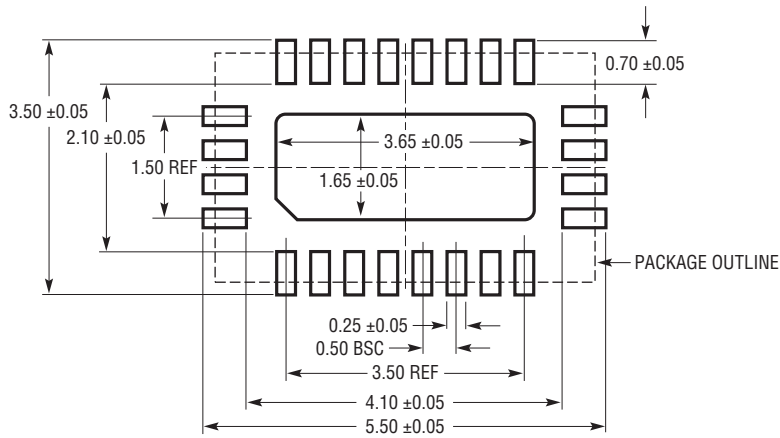 0.70 ±0.05
3.50 ±0.05
2.10 ±0.05
3.65 ±0.05
1.50 REF
1.65 ±0.05
PACKAGE OUTLINE
0.25 ±0.05
0.50 BSC
3.50 REF
4.10 ±0.05
5.50 ±0.05